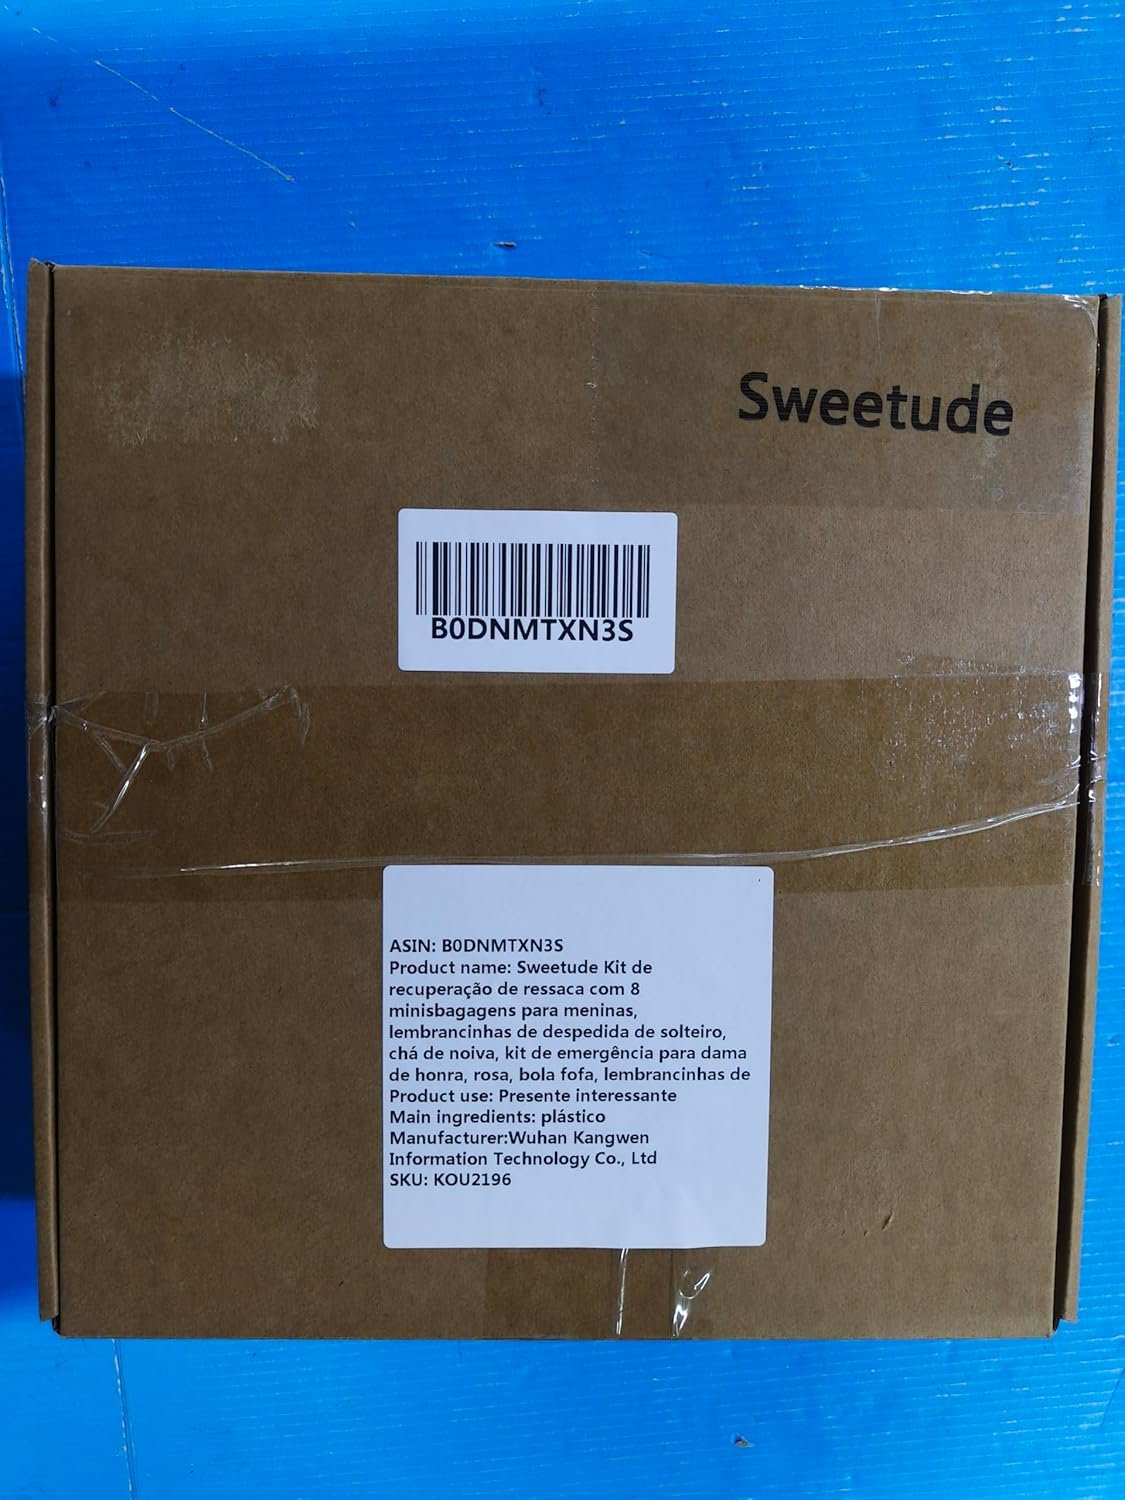 Sweetude
B0DNMTXN3S
ASIN: B0DNMTXN3S
Product name: Sweetude Kit de
recuperação de ressaca com 8
minisbagagens para meninas,
lembrancinhas de despedida de solteiro,
chá de noiva, kit de emergência para dama
de honra, rosa, bola fofa, lembrancinhas de
Product use: Presente interessante
Main ingredients: plástico
Manufacturer:Wuhan Kangwen
Information Technology Co., Ltd
SKU: KOU2196